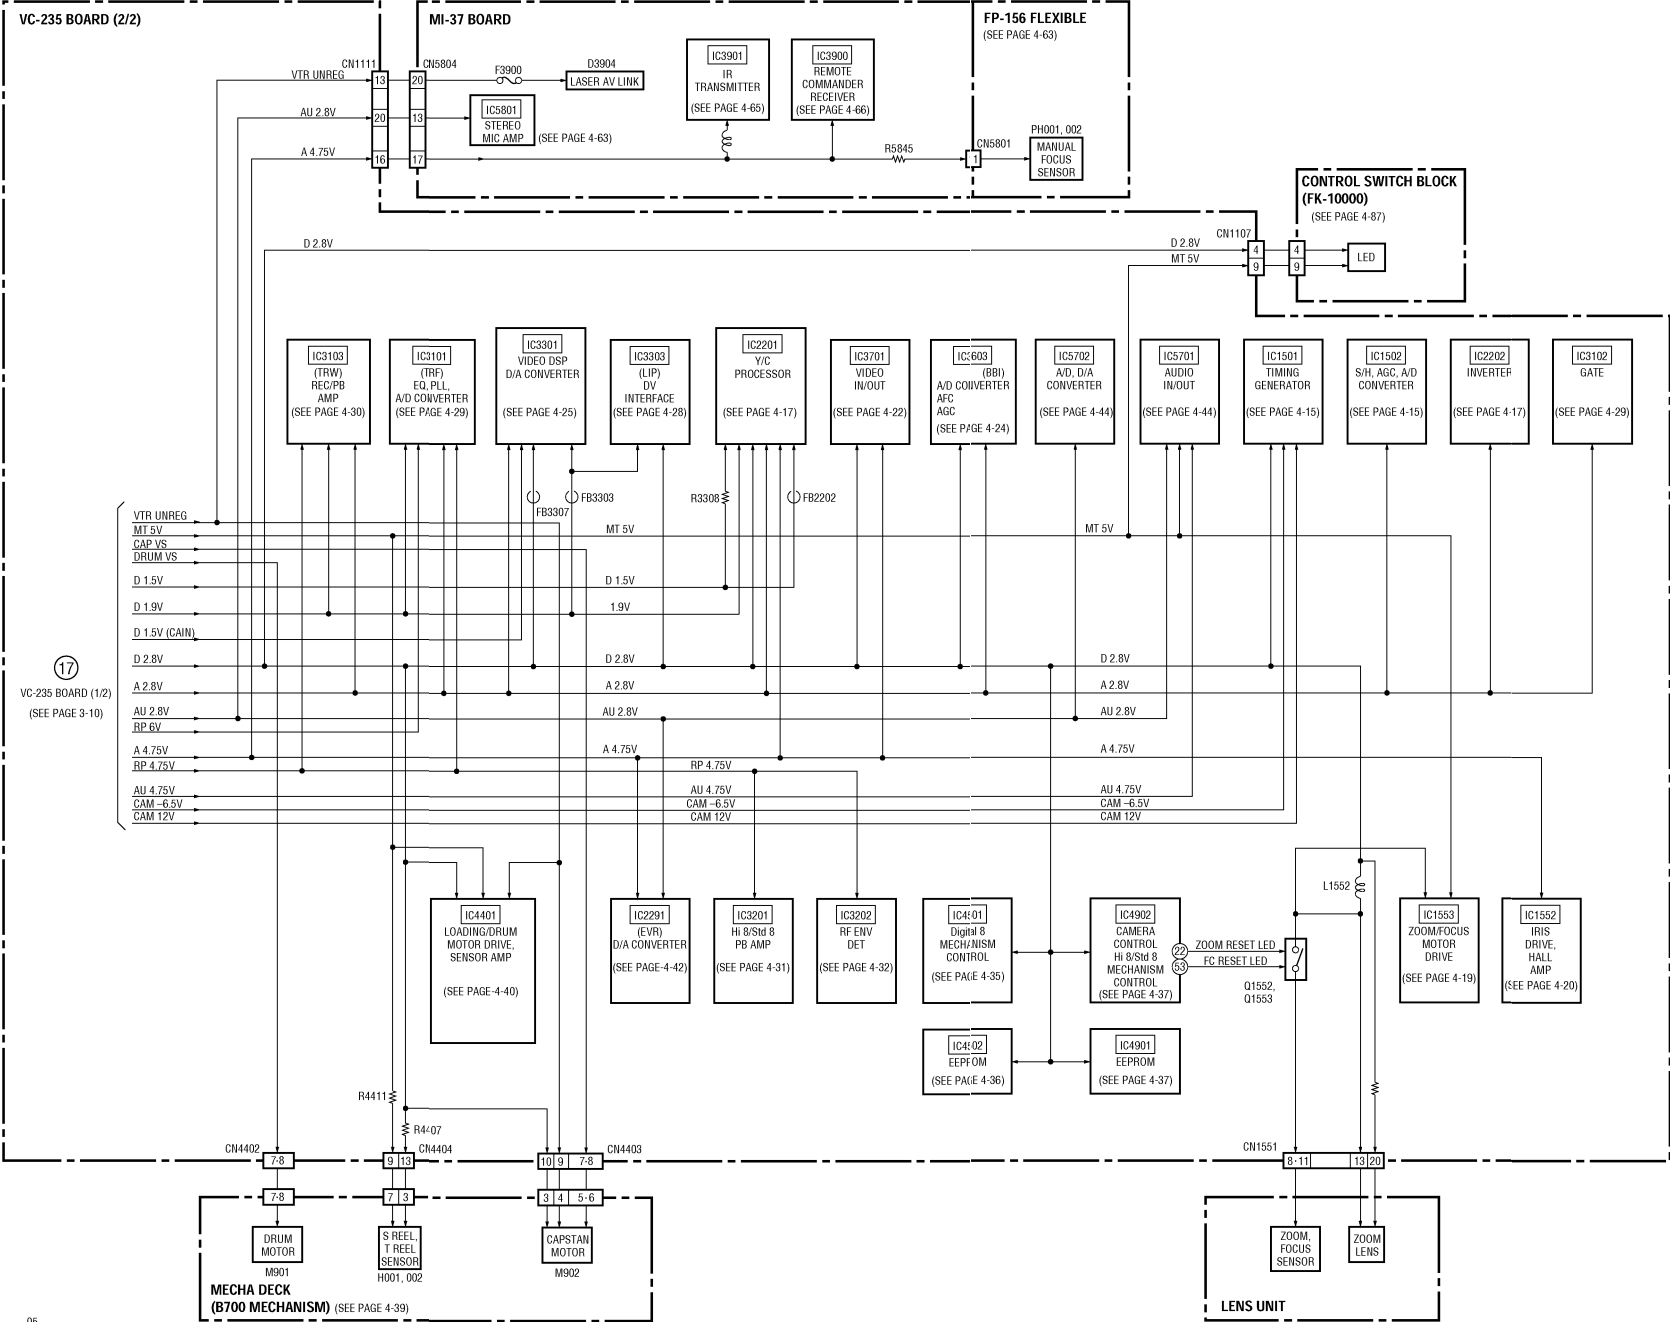 VC-235 BOARD (2/2)
MI-37 BOARD
FP-156 FLEXIBLE
(SEE PAGE 4-63)
CN1111
CN5804
VTR UNREG
13
20
F3900
D3904
LASER AV LINK
AU 2.8V
20
13
IC5801
STEREO
MIC AMP
(SEE PAGE 4-63)
A 4.75V
16
17
IC3901
IR
TRANSMITTER
(SEE PAGE 4-65)
IC3900
REMOTE
COMMANDER
RECEIVER
(SEE PAGE 4-66)
R5845
CN5801
1
PH001, 002
MANUAL
FOCUS
SENSOR
CONTROL SWITCH BLOCK
(FK-10000)
(SEE PAGE 4-87)
CN1107
D 2.8V
D 2.8V
4
4
MT 5V
9
9
LED
IC3103
(TRW)
REC/PB
AMP
(SEE PAGE 4-30)
IC3101
(TRF)
EQ, PLL,
A/D CONVERTER
(SEE PAGE 4-29)
IC3301
VIDEO DSP
D/A CONVERTER
(SEE PAGE 4-25)
IC3303
(LIP)
DV
INTERFACE
(SEE PAGE 4-28)
IC2201
Y/C
PROCESSOR
(SEE PAGE 4-17)
IC3701
VIDEO
IN/OUT
(SEE PAGE 4-22)
IC3603
(BBI)
A/D CONVERTER
AFC
AGC
(SEE PAGE 4-24)
IC5702
A/D, D/A
CONVERTER
(SEE PAGE 4-44)
IC5701
AUDIO
IN/OUT
(SEE PAGE 4-44)
IC1501
TIMING
GENERATOR
(SEE PAGE 4-15)
IC1502
S/H, AGC, A/D
CONVERTER
(SEE PAGE 4-15)
IC2202
INVERTER
(SEE PAGE 4-17)
IC3102
GATE
(SEE PAGE 4-29)
FB3307
FB3303
R3308
FB2202
17
VC-235 BOARD (1/2)
(SEE PAGE 3-10)
VTR UNREG
MT 5V
MT 5V
MT 5V
CAP VS
DRUM VS
D 1.5V
D 1.5V
D 1.9V
1.9V
D 1.5V (CAIN)
D 2.8V
D 2.8V
D 2.8V
A 2.8V
A 2.8V
A 2.8V
AU 2.8V
AU 2.8V
AU 2.8V
RP 6V
A 4.75V
A 4.75V
A 4.75V
RP 4.75V
RP 4.75V
AU 4.75V
AU 4.75V
AU 4.75V
CAM –6.5V
CAM –6.5V
CAM –6.5V
CAM 12V
CAM 12V
CAM 12V
IC4401
LOADING/DRUM
MOTOR DRIVE,
SENSOR AMP
(SEE PAGE-4-40)
IC2291
(EVR)
D/A CONVERTER
(SEE PAGE-4-42)
IC3201
Hi 8/Std 8
PB AMP
(SEE PAGE-4-31)
IC3202
RF ENV
DET
(SEE PAGE 4-32)
IC4501
Digital 8
MECHANISM
CONTROL
(SEE PAGE 4-35)
IC4902
CAMERA
CONTROL
Hi 8/Std 8
MECHANISM
CONTROL
(SEE PAGE 4-37)
22
ZOOM RESET LED
53
FC RESET LED
Q1552,
Q1553
L1552
IC1553
ZOOM/FOCUS
MOTOR
DRIVE
(SEE PAGE 4-19)
IC1552
IRIS
DRIVE,
HALL
AMP
(SEE PAGE 4-20)
IC4502
EEPROM
(SEE PAGE 4-36)
IC4901
EEPROM
(SEE PAGE 4-37)
R4411
R4407
CN4402
7·8
CN4404
9
13
CN4403
10
9
7·8
CN1551
8·11
13
20
7·8
7
3
3
4
5·6
DRUM
MOTOR
M901
S REEL,
T REEL
SENSOR
H001, 002
CAPSTAN
MOTOR
M902
MECHA DECK
(B700 MECHANISM) (SEE PAGE 4-39)
ZOOM,
FOCUS
SENSOR
ZOOM
LENS
LENS UNIT
05